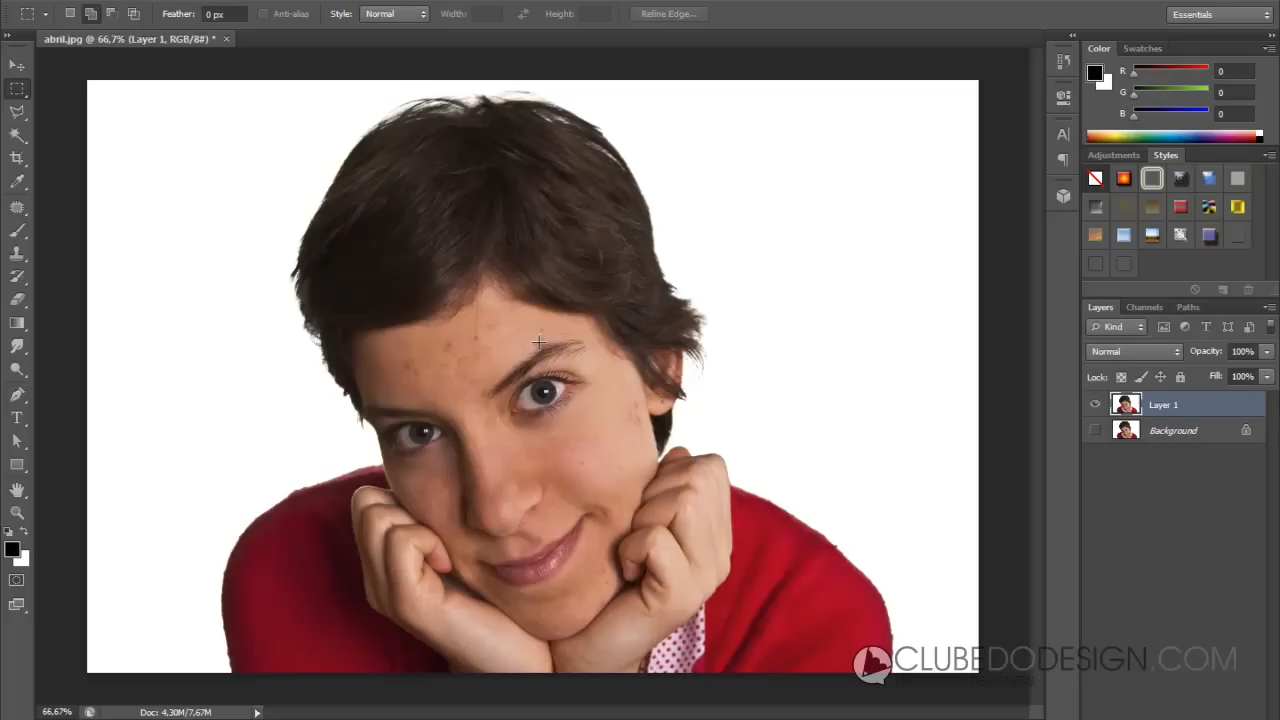 Feather: 0 px Anti-alias Style: Normal Width: Height: Refine Edge... Essentials
abril.jpg @ 66,7% (Layer 1, RGB/8#) *
Color Swatches
R 0
G 0
B 0
Adjustments Styles
Layers Channels Paths
Kind
Normal Opacity: 100%
Lock: Fill: 100%
Layer 1
Background
CLUBEDODESIGN.COM
66,67% Doc: 4,30M/7,67M